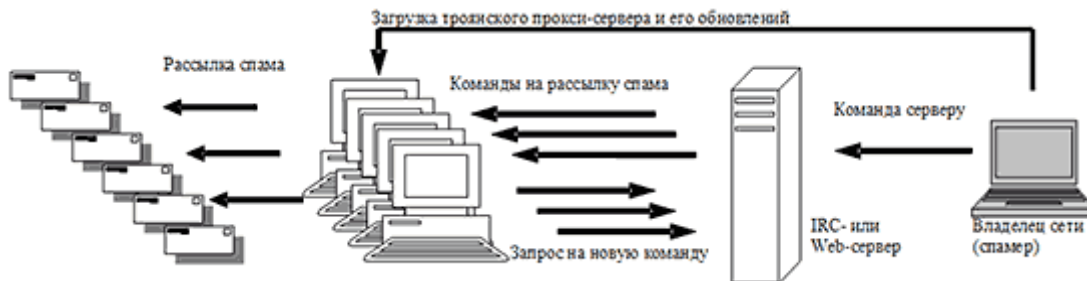 Загрузка троянского прокси-сервера и его обновлений
Рассылка спама
Команды на рассылку спама
Команда серверу
Запрос на новую команду
IRC- или
Web-сервер
Владелец сети
(спамер)